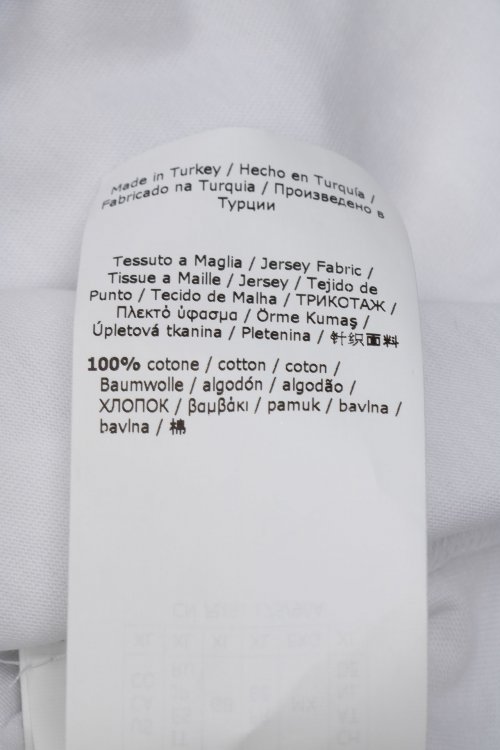 Made in Turkey / Hecho en Turquía /
Fabricado na Turquia / Произведено в
Турции
Tessuto a Maglia / Jersey Fabric /
Tissue a Maille / Jersey / Tejido de
Punto / Tecido de Malha / ТРИКОТАЖ /
Πλεκτό ύφασμα / Örme Kumaş /
Úpletová tkanina / Pletenina / 针织面料
100% cotone / cotton / coton /
Baumwolle / algodón / algodão /
ХЛОПОК / βαμβάκι / pamuk / bavlna /
bavlna / 棉